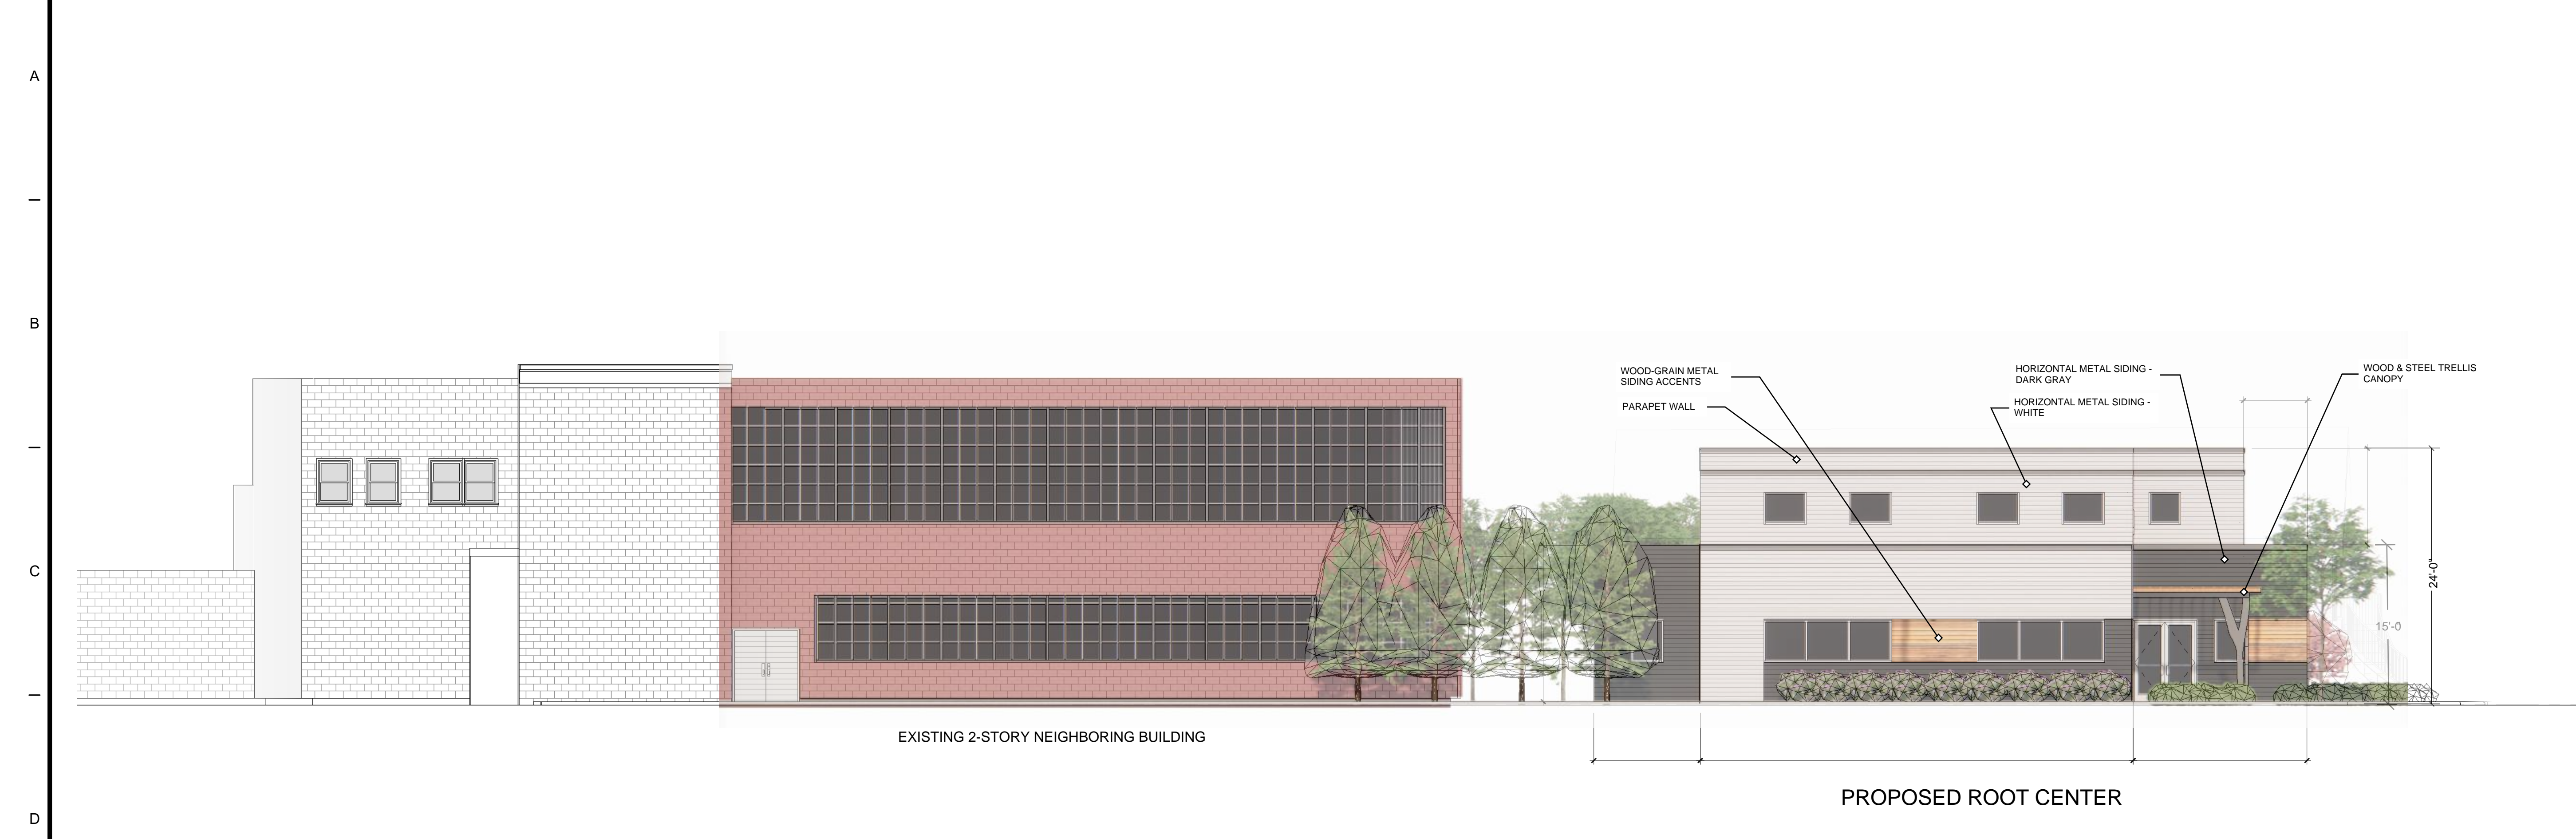 A
B
C
D
WOOD-GRAIN METAL
SIDING ACCENTS
PARAPET WALL
HORIZONTAL METAL SIDING -
DARK GRAY
HORIZONTAL METAL SIDING -
WHITE
WOOD & STEEL TRELLIS
CANOPY
24'-0"
15'-0
EXISTING 2-STORY NEIGHBORING BUILDING
PROPOSED ROOT CENTER